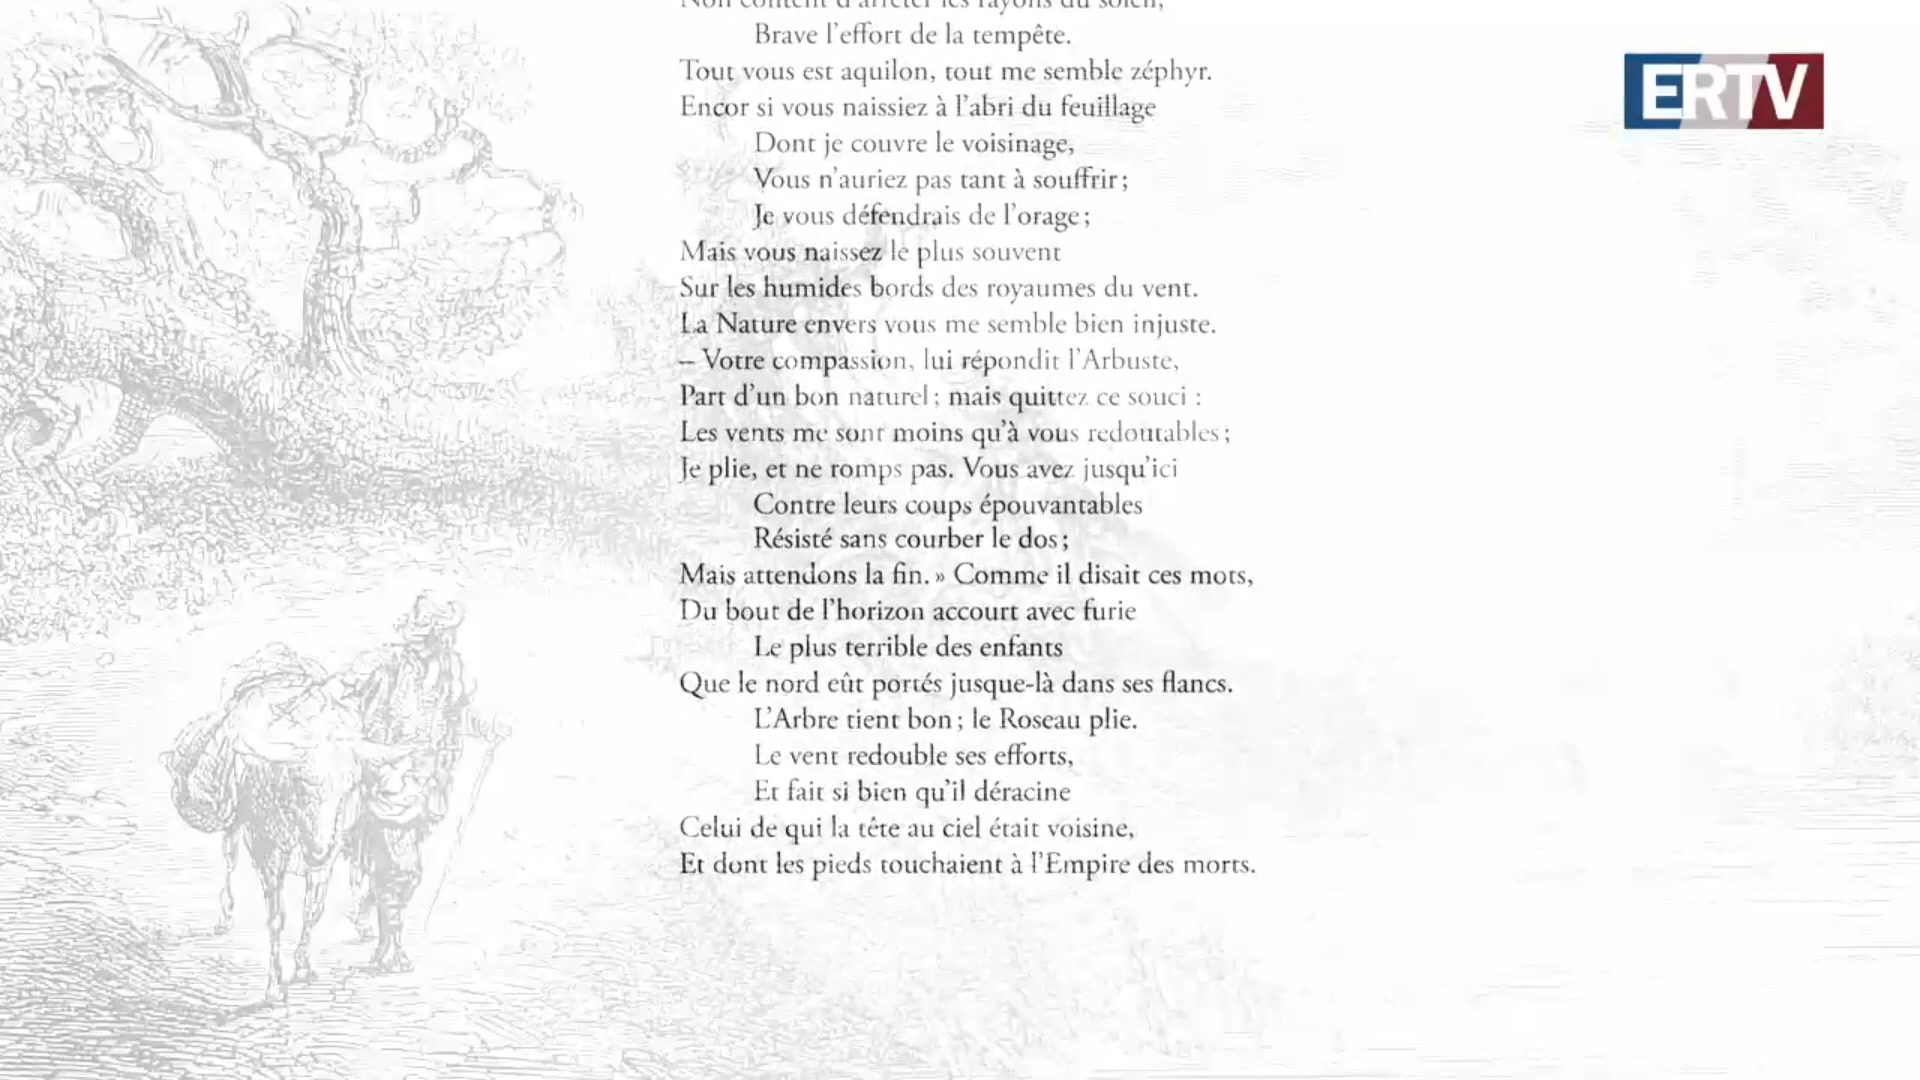 Non content d'arrêter les rayons du soleil,
Brave l'effort de la tempête.
Tout vous est aquilon, tout me semble zéphyr.
Encor si vous naissiez à l'abri du feuillage
Dont je couvre le voisinage,
Vous n'auriez pas tant à souffrir ;
Je vous défendrais de l'orage ;
Mais vous naissez le plus souvent
Sur les humides bords des royaumes du vent.
La Nature envers vous me semble bien injuste.
– Votre compassion, lui répondit l'Arbuste,
Part d'un bon naturel ; mais quittez ce souci :
Les vents me sont moins qu'à vous redoutables ;
Je plie, et ne romps pas. Vous avez jusqu'ici
Contre leurs coups épouvantables
Résisté sans courber le dos ;
Mais attendons la fin. » Comme il disait ces mots,
Du bout de l'horizon accourt avec furie
Le plus terrible des enfants
Que le nord eût portés jusque-là dans ses flancs.
L'Arbre tient bon ; le Roseau plie.
Le vent redouble ses efforts,
Et fait si bien qu'il déracine
Celui de qui la tête au ciel était voisine,
Et dont les pieds touchaient à l'Empire des morts.
ERTV